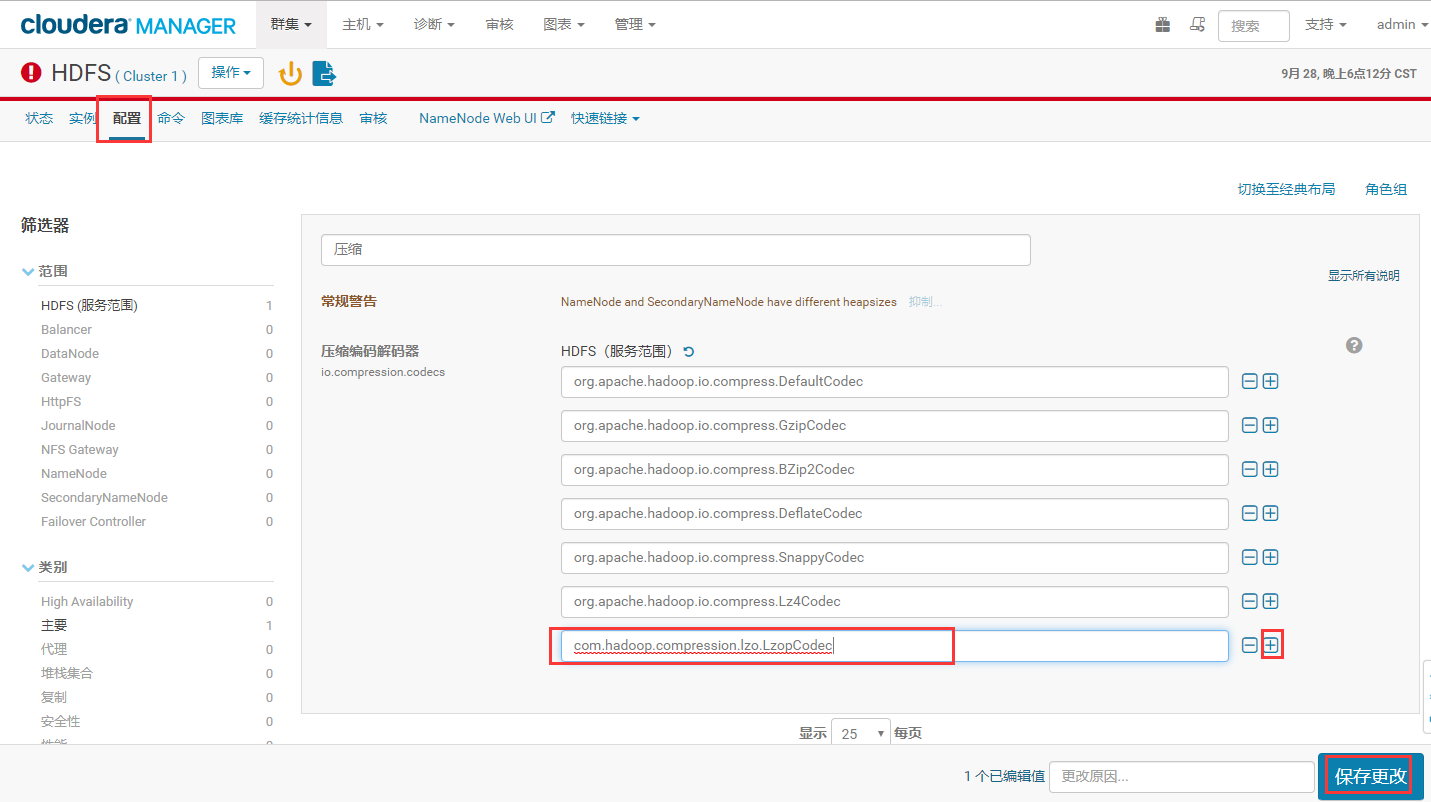 cloudera MANAGER 群集 主机 诊断 审核 图表 管理 搜索 支持 admin
HDFS ( Cluster 1 ) 操作 9月 28, 晚上6点12分 CST
状态 实例 配置 命令 图表库 缓存统计信息 审核 NameNode Web UI 快速链接
切换至经典布局 角色组
筛选器
压缩
范围
显示所有说明
HDFS (服务范围) 1
常规警告 NameNode and SecondaryNameNode have different heapsizes 抑制...
Balancer 0
DataNode 0
压缩编码解码器 HDFS（服务范围）
io.compression.codecs
Gateway 0
org.apache.hadoop.io.compress.DefaultCodec
HttpFS 0
JournalNode 0
org.apache.hadoop.io.compress.GzipCodec
NFS Gateway 0
NameNode 0
org.apache.hadoop.io.compress.BZip2Codec
SecondaryNameNode 0
Failover Controller 0
org.apache.hadoop.io.compress.DeflateCodec
类别
org.apache.hadoop.io.compress.SnappyCodec
High Availability 0
org.apache.hadoop.io.compress.Lz4Codec
主要 1
代理 0
com.hadoop.compression.lzo.LzopCodec
堆栈集合 0
复制 0
安全性 0
显示 25 每页
1 个已编辑值 更改原因... 保存更改